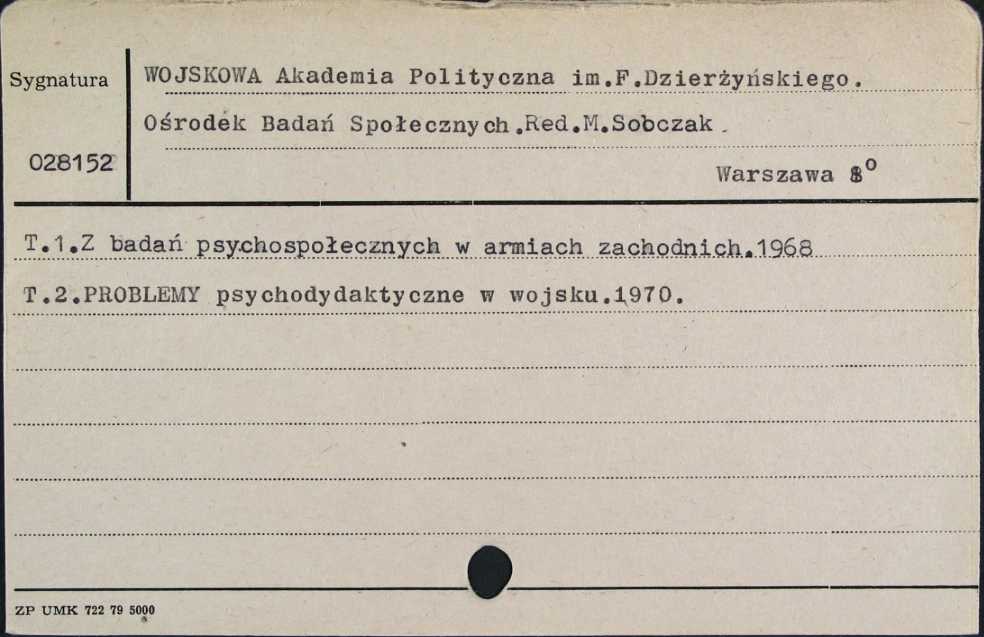 Sygnatura
WOJSKOWA Akademia Polityczna im.F.Dzierżyńskiego.
Ośrodek Badań Społecznych.Red.M.Sobczak.
028152
Warszawa 8°
T.1.Z badań psychospołecznych w armiach zachodnich.1968
T.2.PROBLEMY psychodydaktyczne w wojsku.1970.
ZP UMK 722 79 5000